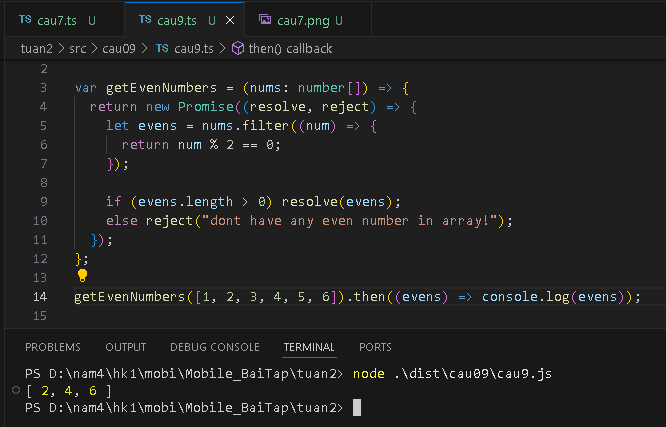 TS cau7.ts U TS cau9.ts U × cau7.png U
tuan2 > src > cau09 > TS cau9.ts > then() callback
2
3 var getEvenNumbers = (nums: number[]) => {
4 return new Promise((resolve, reject) => {
5 let evens = nums.filter((num) => {
6 return num % 2 == 0;
7 });
8
9 if (evens.length > 0) resolve(evens);
10 else reject("dont have any even number in array!");
11 });
12 };
13
14 getEvenNumbers([1, 2, 3, 4, 5, 6]).then((evens) => console.log(evens));
15
PROBLEMS OUTPUT DEBUG CONSOLE TERMINAL PORTS
PS D:\nam4\hk1\mobi\Mobile_BaiTap\tuan2> node .\dist\cau09\cau9.js
[ 2, 4, 6 ]
PS D:\nam4\hk1\mobi\Mobile_BaiTap\tuan2>